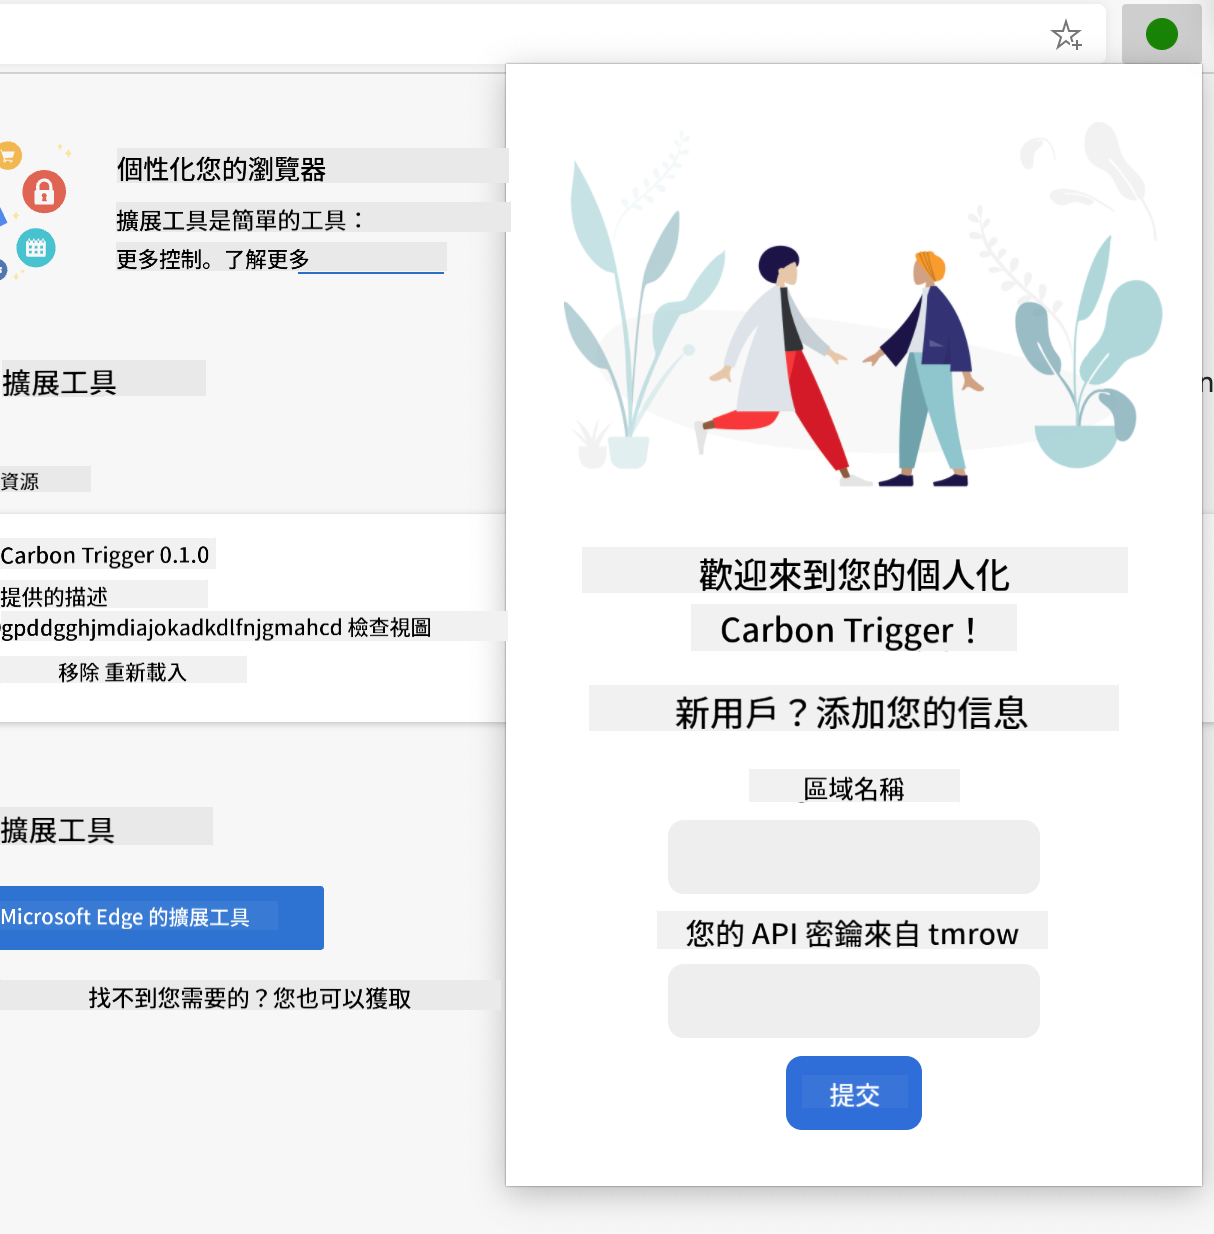 個性化您的瀏覽器
擴展工具是簡單的工具：
更多控制。了解更多
擴展工具
資源
Carbon Trigger 0.1.0
提供的描述
gpddgghjmdiajokadkdlfnjgmahcd 檢查視圖
移除 重新載入
擴展工具
Microsoft Edge 的擴展工具
找不到您需要的？您也可以獲取
歡迎來到您的個人化
Carbon Trigger！
新用戶？添加您的信息
區域名稱
您的 API 密鑰來自 tmrow
提交